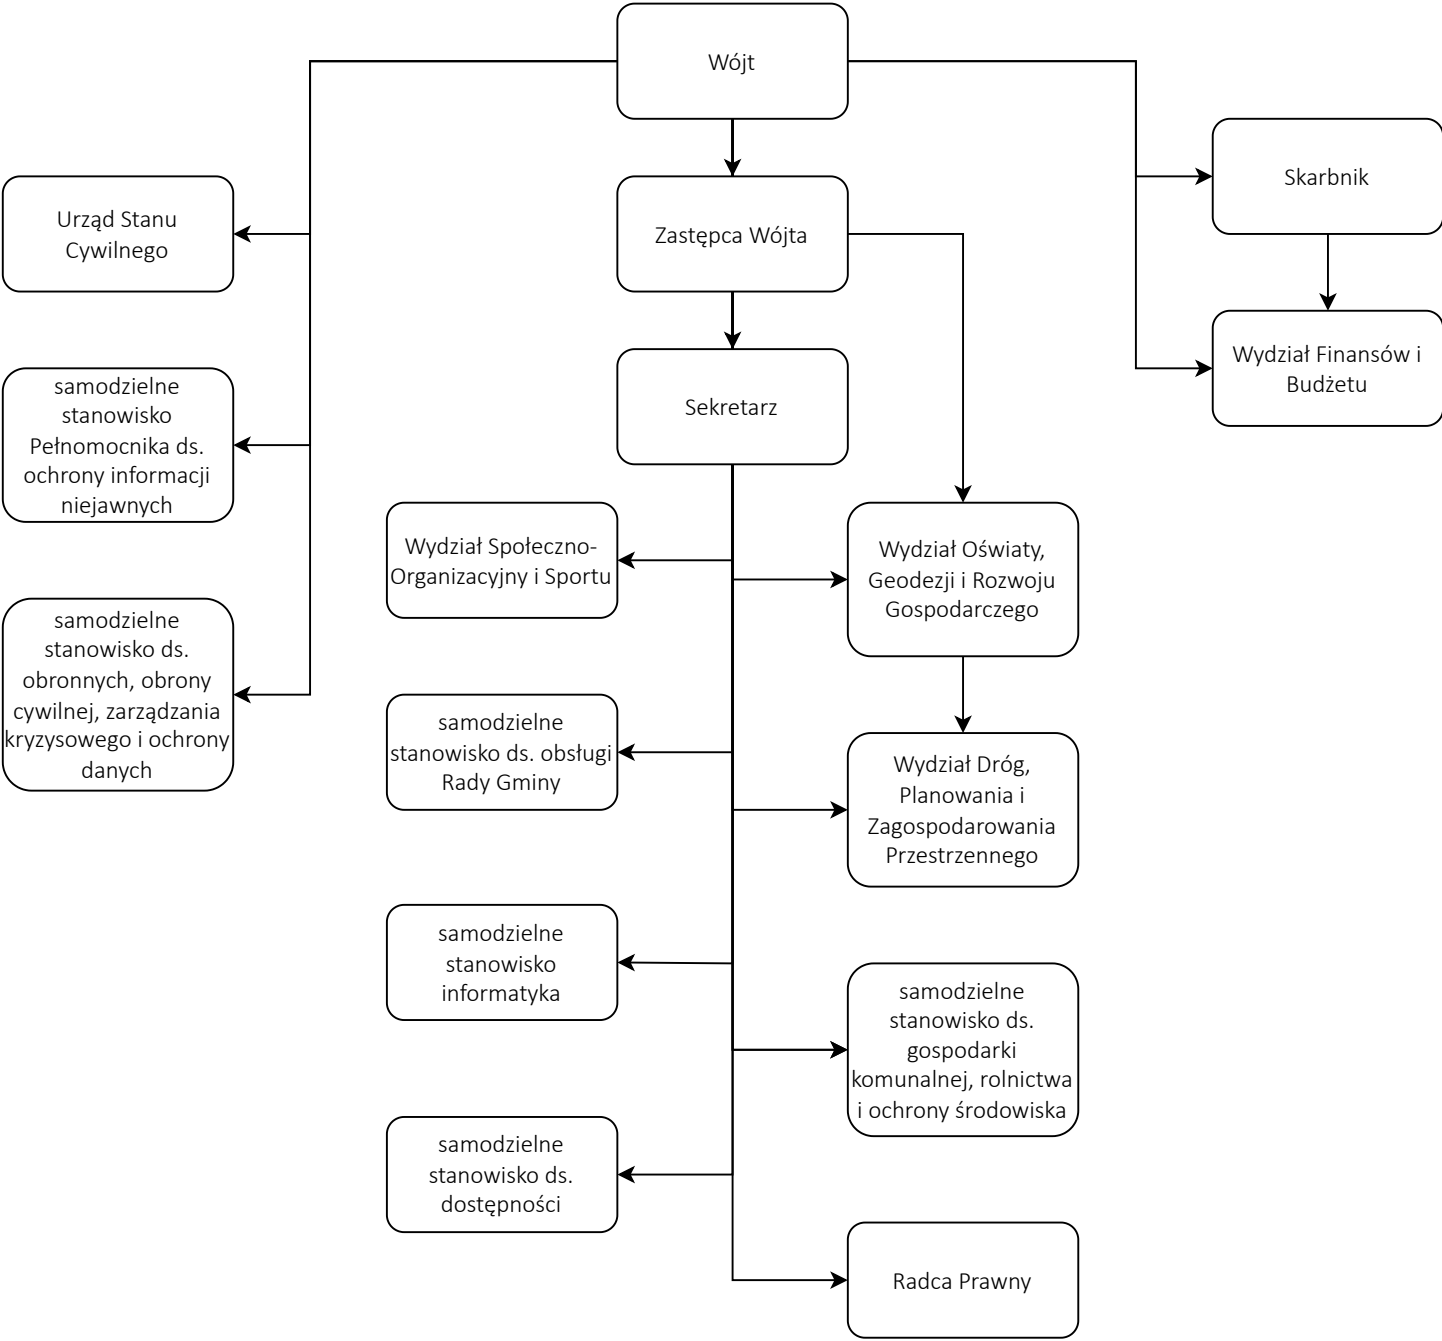 Wójt
Skarbnik
Urząd Stanu
Cywilnego
Zastępca Wójta
Wydział Finansów i
Budżetu
Sekretarz
samodzielne
stanowisko
Pełnomocnika ds.
ochrony informacji
niejawnych
Wydział Społeczno-
Organizacyjny i Sportu
Wydział Oświaty,
Geodezji i Rozwoju
Gospodarczego
samodzielne
stanowisko ds.
obronnych, obrony
cywilnej, zarządzania
kryzysowego i ochrony
danych
samodzielne
stanowisko ds. obsługi
Rady Gminy
Wydział Dróg,
Planowania i
Zagospodarowania
Przestrzennego
samodzielne
stanowisko
informatyka
samodzielne
stanowisko ds.
gospodarki
komunalnej, rolnictwa
i ochrony środowiska
samodzielne
stanowisko ds.
dostępności
Radca Prawny